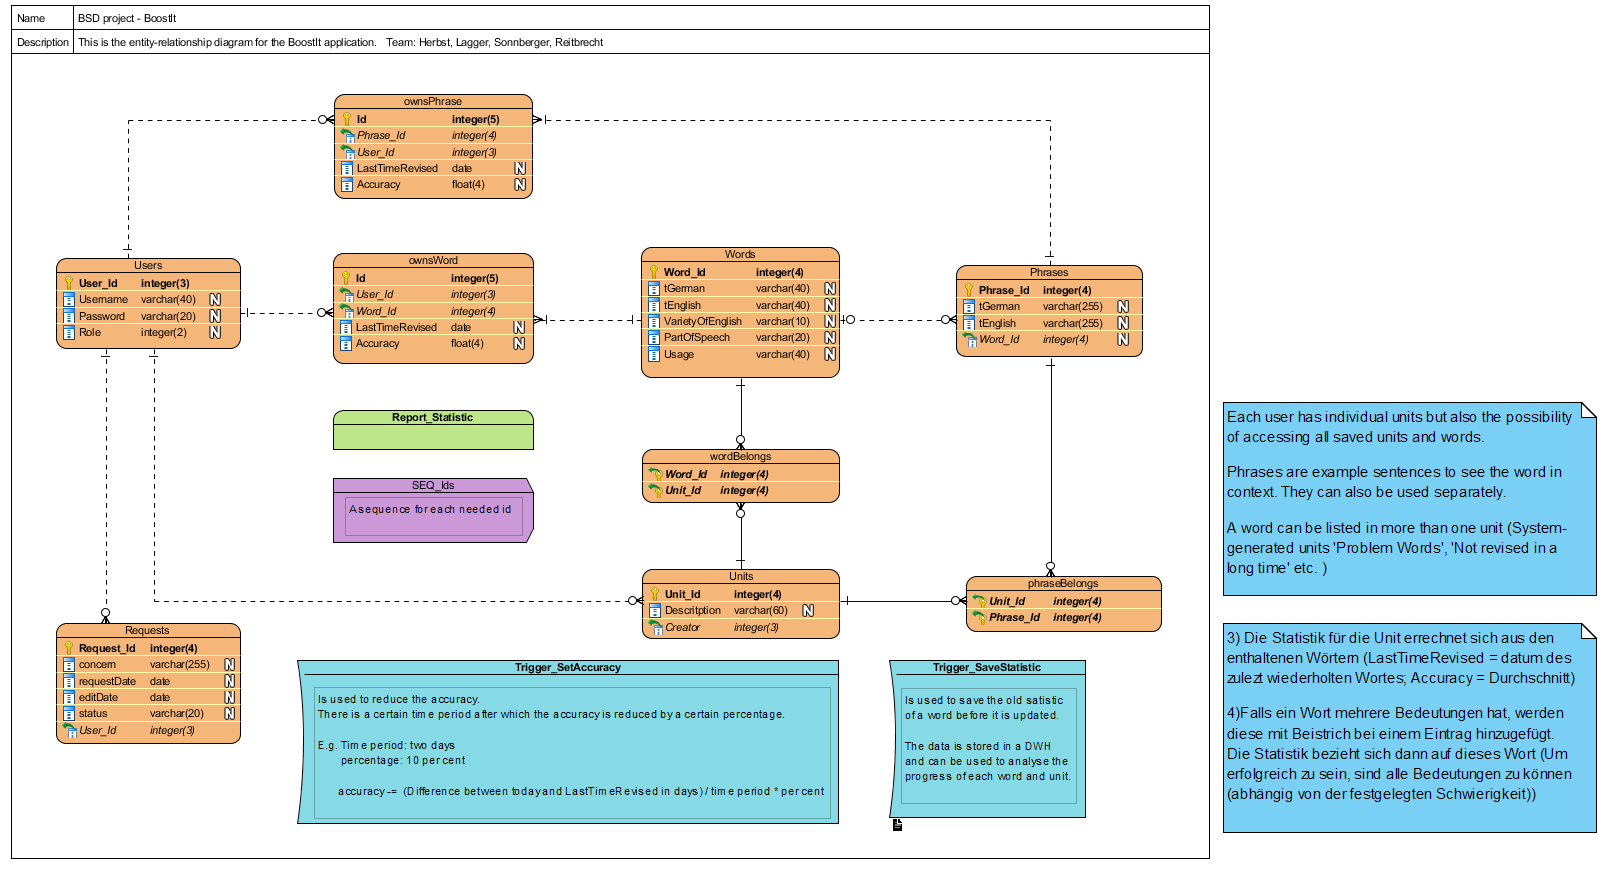 Name BSD project - BoostIt
Description This is the entity-relationship diagram for the BoostIt application. Team: Herbst, Lagger, Sonnberger, Reitbrecht
ownsPhrase
Id integer(5)
Phrase_Id integer(4)
User_Id integer(3)
LastTimeRevised date N
Accuracy float(4) N
Users
User_Id integer(3)
Username varchar(40) N
Password varchar(20) N
Role integer(2) N
ownsWord
Id integer(5)
User_Id integer(3)
Word_Id integer(4)
LastTimeRevised date N
Accuracy float(4) N
Words
Word_Id integer(4)
tGerman varchar(40) N
tEnglish varchar(40) N
VarietyOfEnglish varchar(10) N
PartOfSpeech varchar(20) N
Usage varchar(40) N
Phrases
Phrase_Id integer(4)
tGerman varchar(255) N
tEnglish varchar(255) N
Word_Id integer(4) N
Report_Statistic
SEQ_Ids
A sequence for each needed id
wordBelongs
Word_Id integer(4)
Unit_Id integer(4)
Units
Unit_Id integer(4)
Descritption varchar(60) N
Creator integer(3)
phraseBelongs
Unit_Id integer(4)
Phrase_Id integer(4)
Requests
Request_Id integer(4)
concern varchar(255) N
requestDate date N
editDate date N
status varchar(20) N
User_Id integer(3)
Trigger_SetAccuracy
Is used to reduce the accuracy.
There is a certain time period after which the accuracy is reduced by a certain percentage.
E.g. Time period: two days
percentage: 10 percent
accuracy -= (Difference between today and LastTimeRevised in days) / time period * percent
Trigger_SaveStatistic
Is used to save the old satistic
of a word before it is updated.
The data is stored in a DWH
and can be used to analyse the
progress of each word and unit.
Each user has individual units but also the possibility
of accessing all saved units and words.
Phrases are example sentences to see the word in
context. They can also be used separately.
A word can be listed in more than one unit (System-
generated units 'Problem Words', 'Not revised in a
long time' etc. )
3) Die Statistik für die Unit errechnet sich aus den
enthaltenen Wörtern (LastTimeRevised = datum des
zulezt wiederholten Wortes; Accuracy = Durchschnitt)
4)Falls ein Wort mehrere Bedeutungen hat, werden
diese mit Beistrich bei einem Eintrag hinzugefügt.
Die Statistik bezieht sich dann auf dieses Wort (Um
erfolgreich zu sein, sind alle Bedeutungen zu können
(abhängig von der festgelegten Schwierigkeit))